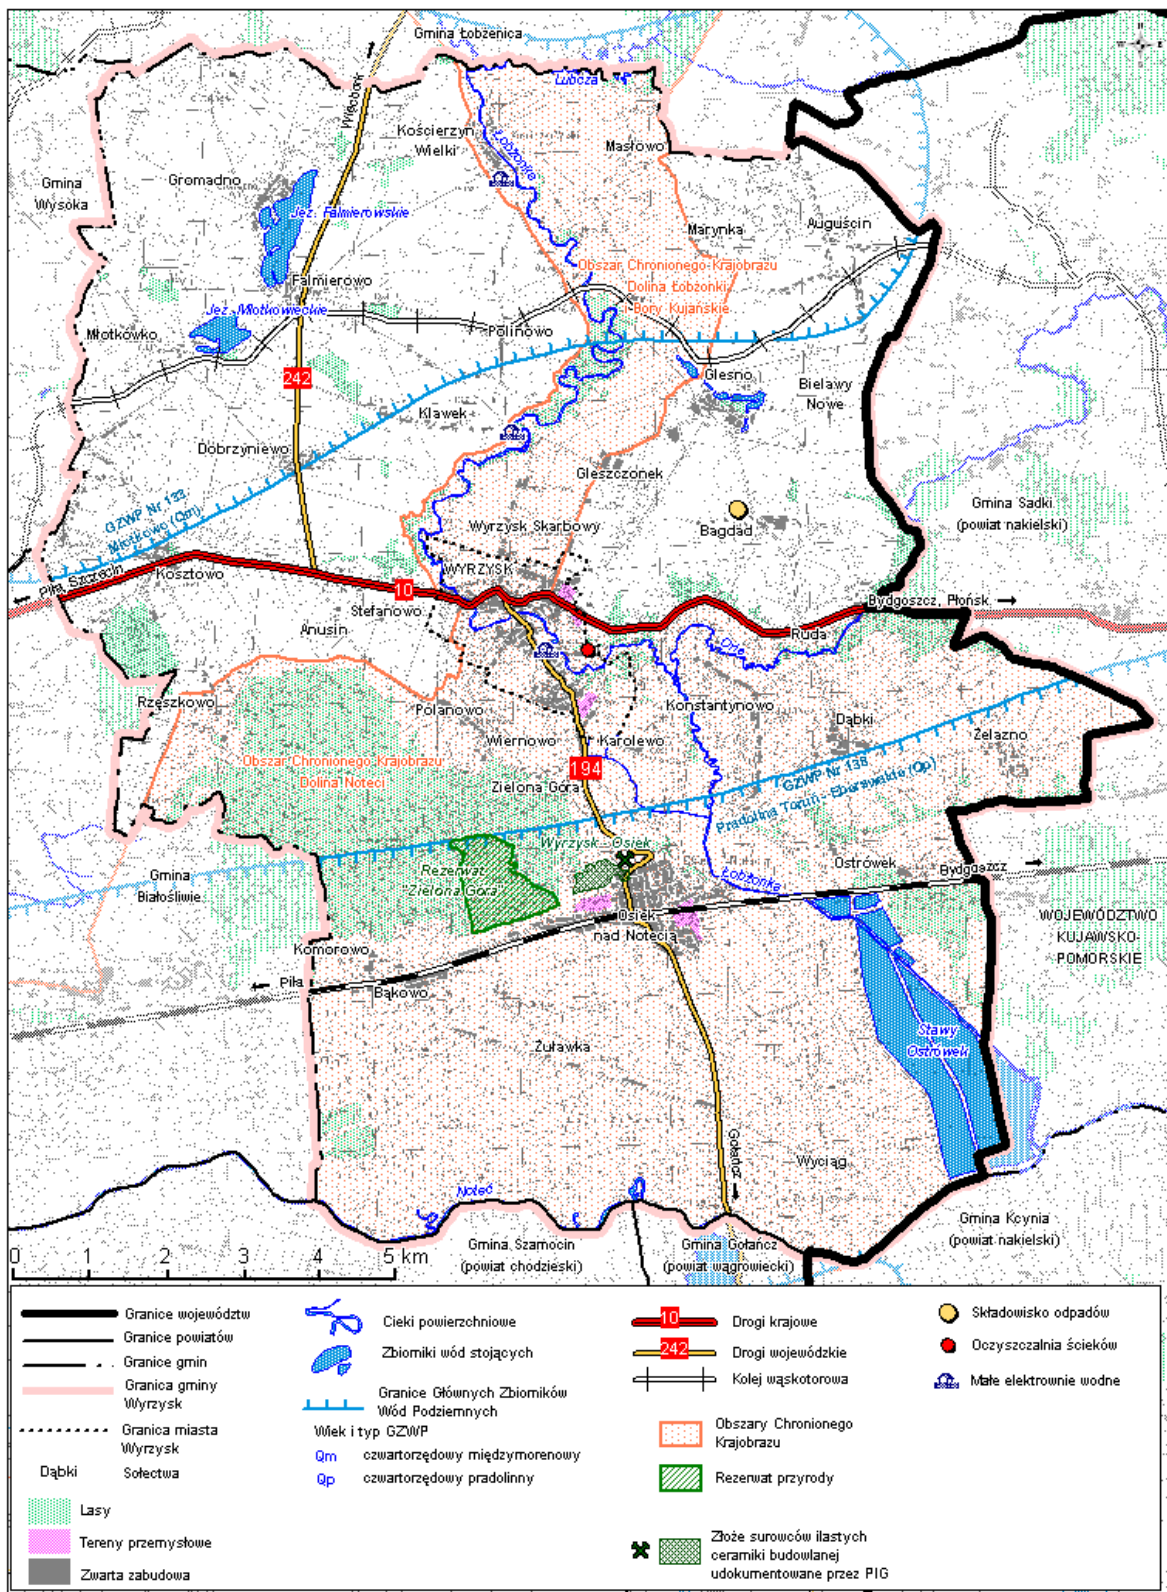 Gmina Łobżenica
Więcbork
Lubcza
Kościerzyn
Wielki
Łobżonka
Masłowo
Gmina
Wysoka
Gromadno
Jez. Falmierowskie
Marynka
Auguścin
Obszar Chronionego Krajobrazu
Dolina Łobżonki
i Bory Kujańskie
Falmierowo
Jez. Młotkoweckie
Młotkówko
Polinowo
Glesno
Bielawy
Nowe
242
Klawek
Dobrzyniewo
Gleszczonek
GZWP Nr 133
Młotkowo (Qm)
Wyrzysk Skarbowy
Bagdad
Gmina Sadki
(powiat nakielski)
Piła Szczecin
Kosztowo
WYRZYSK
10
Stefanowo
Anusin
Bydgoszcz, Płońsk
Ruda
Orla
Rzęszkowo
Polanowo
Konstantynowo
Dąbki
Żelazno
Wiernowo
Karolewo
Obszar Chronionego Krajobrazu
Dolina Noteci
194
Zielona Góra
GZWP Nr 138
Pradolina Toruń - Eberswalde (Qp)
Wyrzysk - Osiek
Rezerwat
"Zielona Góra"
Gmina
Białośliwie
Ostrówek
Bydgoszcz
Łobżonka
Osiek
nad Notecią
WOJEWÓDZTWO
KUJAWSKO-
POMORSKIE
Komorowo
Piła
Bąkowo
Stawy
Ostrówek
Żuławka
Gołańcz
Wyciąg
Noteć
Gmina Szamocin
(powiat chodzieski)
Gmina Gołańcz
(powiat wągrowiecki)
Gmina Kcynia
(powiat nakielski)
0 1 2 3 4 5 km
Granice województw
Granice powiatów
Granice gmin
Granica gminy
Wyrzysk
Granica miasta
Wyrzysk
Dąbki Sołectwa
Lasy
Tereny przemysłowe
Zwarta zabudowa
Cieki powierzchniowe
Zbiorniki wód stojących
Granice Głównych Zbiorników
Wód Podziemnych
Wiek i typ GZWP
Qm czwartorzędowy międzymorenowy
Qp czwartorzędowy pradolinny
10 Drogi krajowe
242 Drogi wojewódzkie
Kolej wąskotorowa
Obszary Chronionego
Krajobrazu
Rezerwat przyrody
Złoże surowców ilastych
ceramiki budowlanej
udokumentowane przez PIG
Składowisko odpadów
Oczyszczalnia ścieków
Małe elektrownie wodne